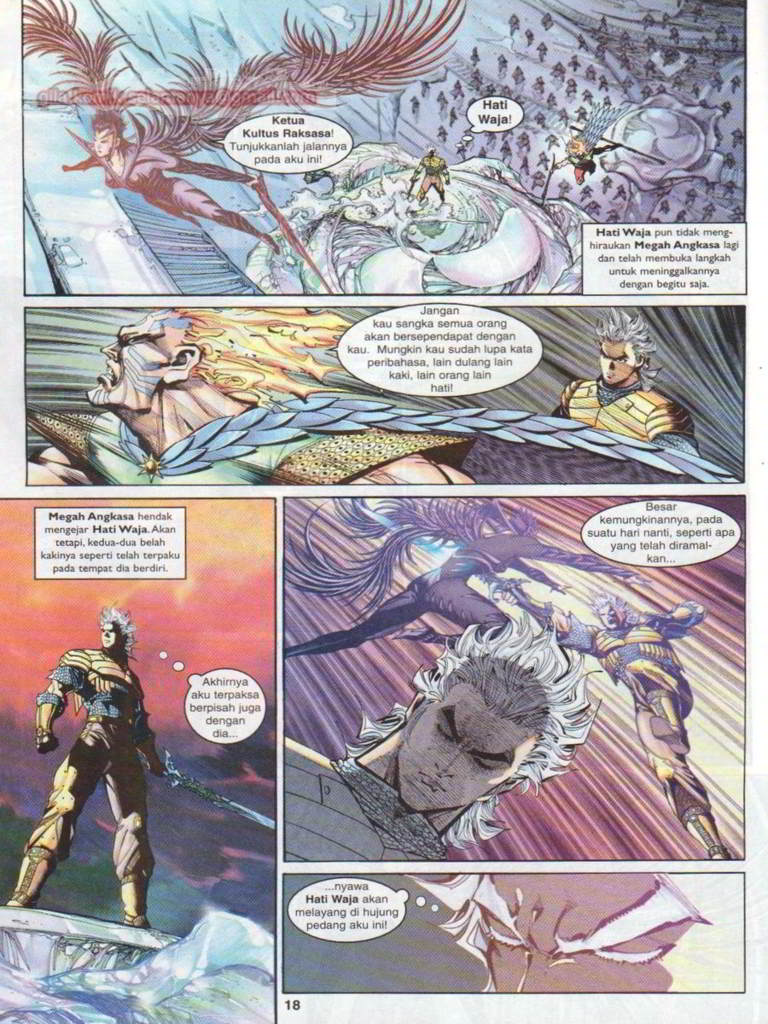 Ketua
Kultus Raksasa!
Tunjukkanlah jalannya
pada aku ini!
Hati
Waja!
Hati Waja pun tidak meng-
hiraukan Megah Angkasa lagi
dan telah membuka langkah
untuk meninggalkannya
dengan begitu saja.
Jangan
kau sangka semua orang
akan bersependapat dengan
kau. Mungkin kau sudah lupa kata
peribahasa, lain dulang lain
kaki, lain orang lain
hati!
Megah Angkasa hendak
mengejar Hati Waja. Akan
tetapi, kedua-dua belah
kakinya seperti telah terpaku
pada tempat dia berdiri.
Akhirnya
aku terpaksa
berpisah juga
dengan
dia...
Besar
kemungkinannya, pada
suatu hari nanti, seperti apa
yang telah diramal-
kan...
...nyawa
Hati Waja akan
melayang di hujung
pedang aku ini!
18